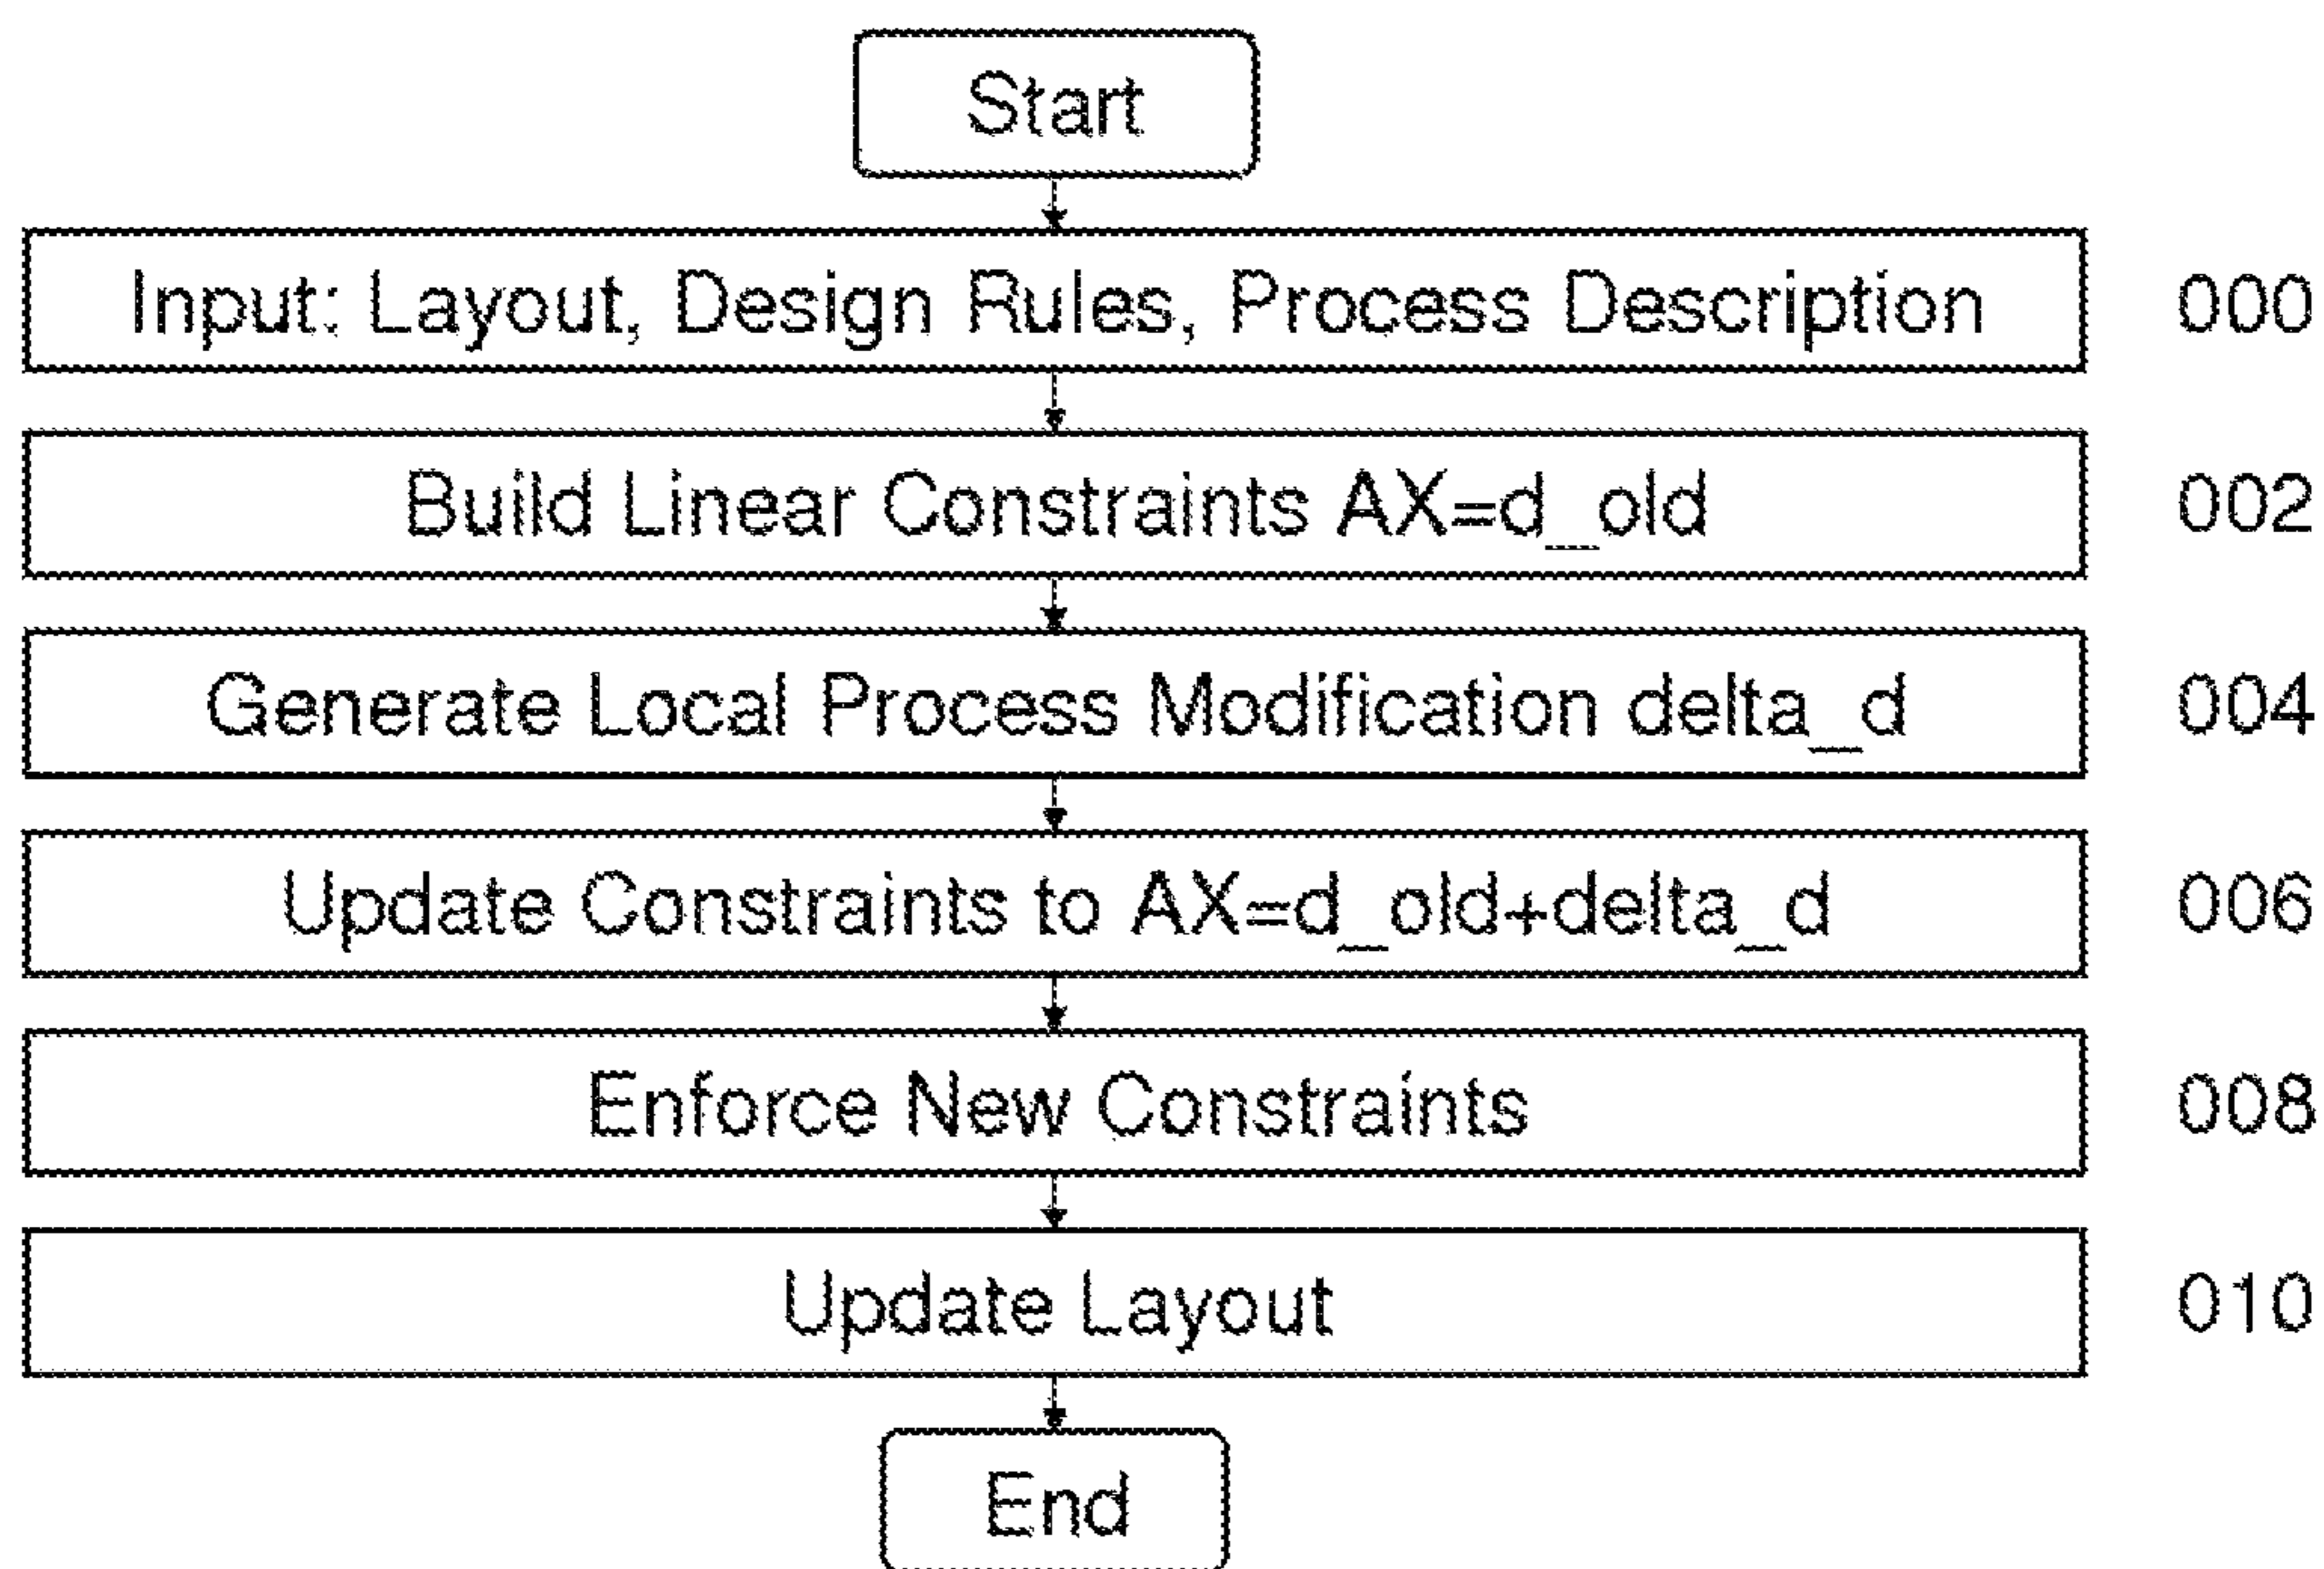 Start
Input: Layout, Design Rules, Process Description 000
Build Linear Constraints AX=d_old 002
Generate Local Process Modification delta_d 004
Update Constraints to AX=d_old+delta_d 006
Enforce New Constraints 008
Update Layout 010
End